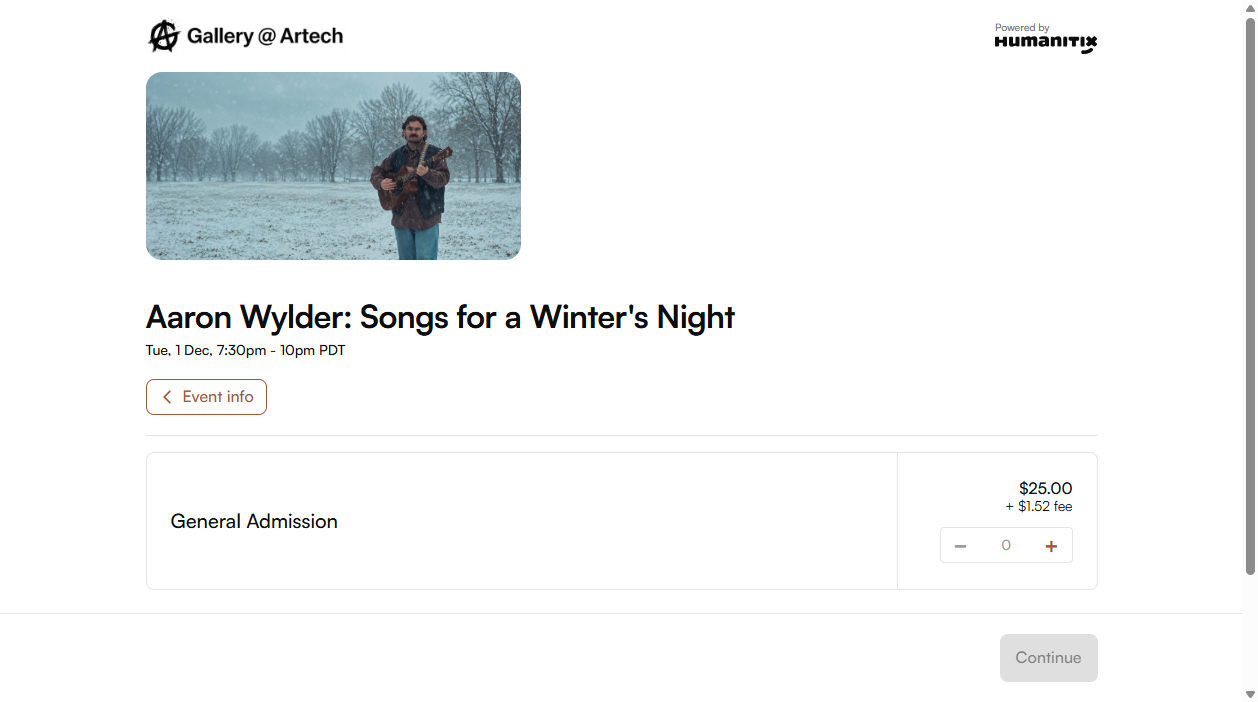 Gallery @ Artech
Powered by
HUMANITIX
Aaron Wylder: Songs for a Winter's Night
Tue, 1 Dec, 7:30pm - 10pm PDT
Event info
General Admission
$25.00
+ $1.52 fee
− 0 +
Continue